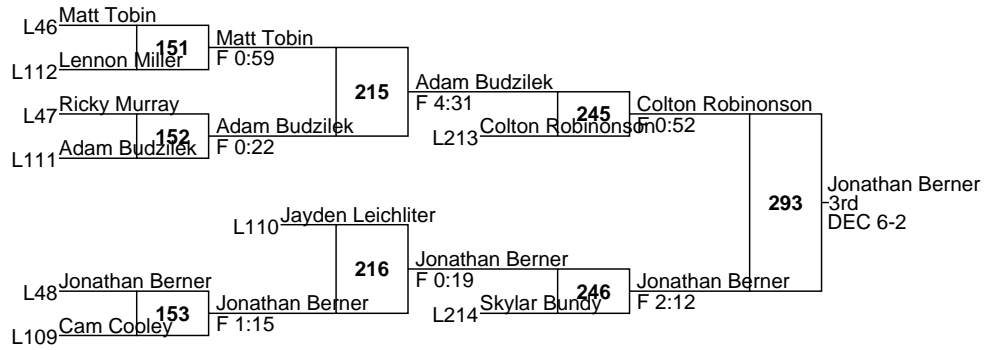 Matt Tobin
L46
151
Matt Tobin
F 0:59
Lennon Miller
L112
215
Adam Budzilek
F 4:31
Ricky Murray
L47
152
Adam Budzilek
F 0:22
Adam Budzilek
L111
245
Colton Robinonson
F 0:52
Colton Robinonson
L213
293
Jonathan Berner
3rd
DEC 6-2
Jayden Leichliter
L110
216
Jonathan Berner
F 0:19
Jonathan Berner
L48
153
Jonathan Berner
F 1:15
Cam Cooley
L109
246
Jonathan Berner
F 2:12
Skylar Bundy
L214